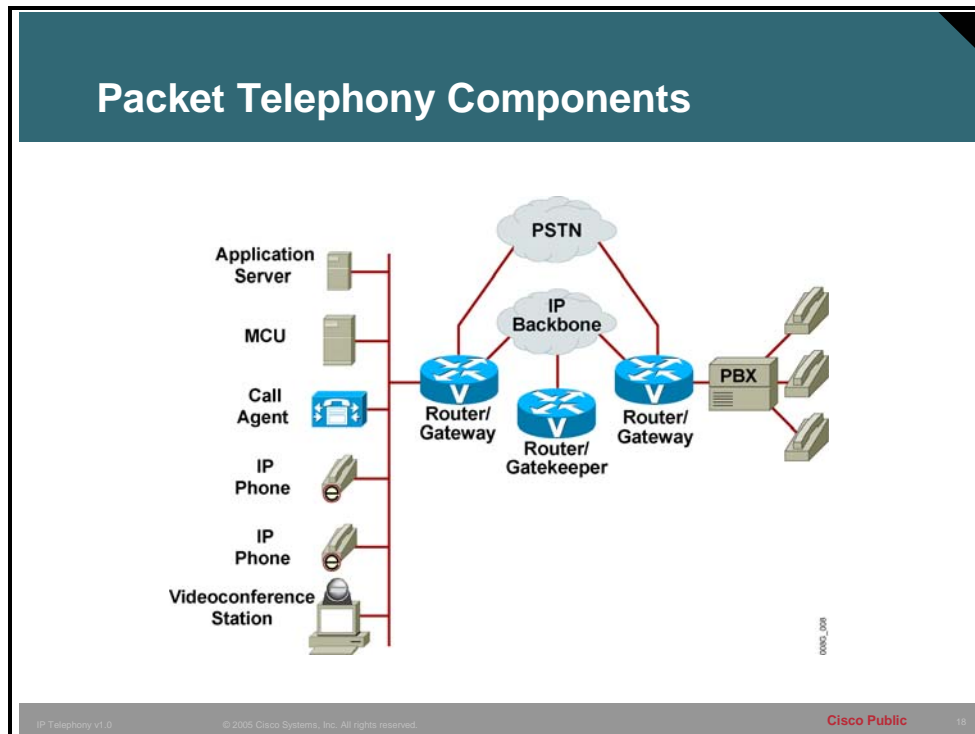 Packet Telephony Components
PSTN
Application
Server
IP
Backbone
MCU
PBX
Call
Agent
V
Router/
Gateway
V
Router/
Gatekeeper
V
Router/
Gateway
IP
Phone
IP
Phone
Videoconference
Station
008G_008
IP Telephony v1.0
© 2005 Cisco Systems, Inc. All rights reserved.
Cisco Public
18